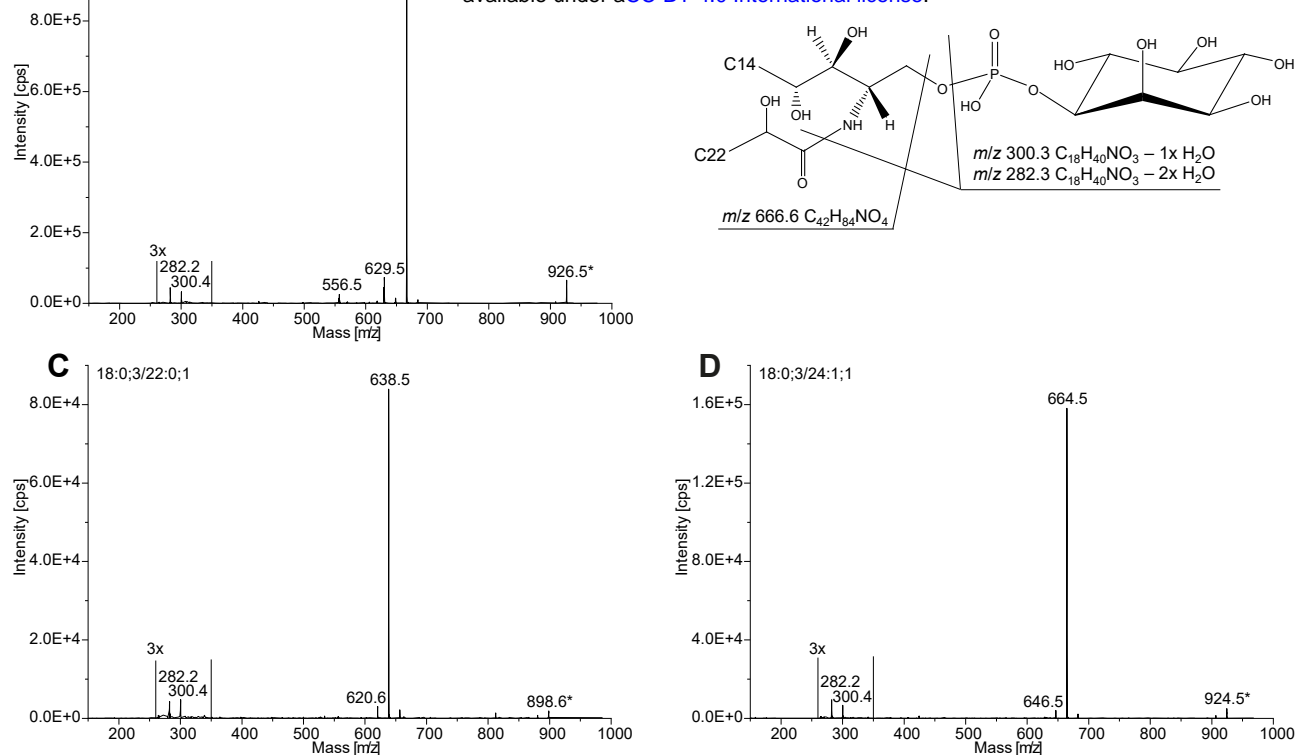 available under aCC-BY 4.0 International license.
8.0E+5
6.0E+5
4.0E+5
2.0E+5
0.0E+0
Intensity [cps]
3x
282.2
300.4
556.5
629.5
926.5*
200 300 400 500 600 700 800 900 1000
Mass [m/z]
H OH
C14
OH
OH
NH H
C22
O
O
O
P
HO
O
HO
OH
OH
OH
OH
m/z 300.3 C18H40NO3 – 1x H2O
m/z 282.3 C18H40NO3 – 2x H2O
m/z 666.6 C42H84NO4
C
18:0;3/22:0;1
8.0E+4
6.0E+4
4.0E+4
2.0E+4
0.0E+0
Intensity [cps]
638.5
3x
282.2
300.4
620.6
898.6*
200 300 400 500 600 700 800 900 1000
Mass [m/z]
D
18:0;3/24:1;1
1.6E+5
1.2E+5
8.0E+4
4.0E+4
0.0E+0
Intensity [cps]
664.5
3x
282.2
300.4
646.5
924.5*
200 300 400 500 600 700 800 900 1000
Mass [m/z]